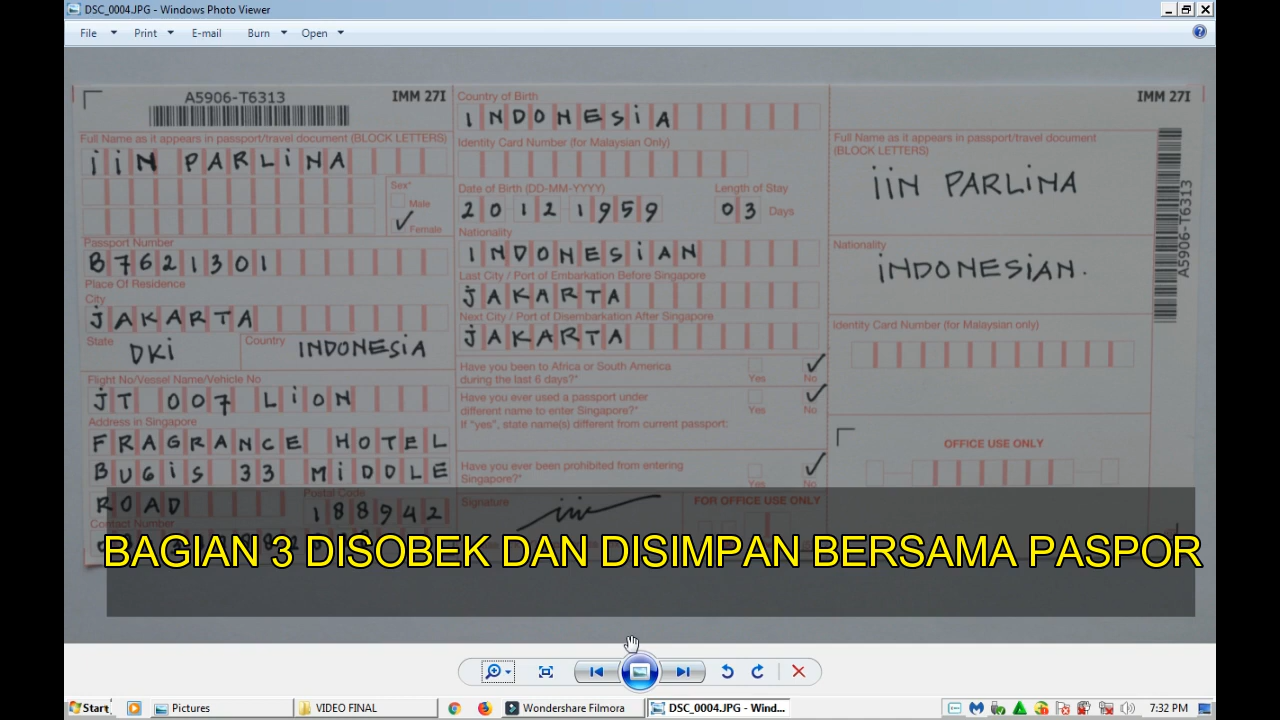 DSC_0004.JPG - Windows Photo Viewer
File Print E-mail Burn Open
A5906-T6313 IMM 27I
Full Name as it appears in passport/travel document (BLOCK LETTERS)
iiN PARLiNA
Sex*
Male
Female
Passport Number
B7621301
Place Of Residence
City
JAKARTA
State DKi Country INDONESiA
Flight No/Vessel Name/Vehicle No
JT 007 LiON
Address in Singapore
FRAGRANCE HOTEL
BUGiS 33 MiDDLE
ROAD Postal Code 188942
Contact Number
Country of Birth
INDONESiA
Identity Card Number (for Malaysian Only)
Date of Birth (DD-MM-YYYY) Length of Stay
20-12-1959 03 Days
Nationality
INDONESiAN
Last City / Port of Embarkation Before Singapore
JAKARTA
Next City / Port of Disembarkation After Singapore
JAKARTA
Have you been to Africa or South America
during the last 6 days?* Yes No
Have you ever used a passport under
different name to enter Singapore?* Yes No
If "yes", state name(s) different from current passport:
Have you ever been prohibited from entering
Singapore?* Yes No
Signature FOR OFFICE USE ONLY
IMM 27I
Full Name as it appears in passport/travel document
(BLOCK LETTERS)
iiN PARLiNA
Nationality
iNDONESiAN.
Identity Card Number (for Malaysian only)
OFFICE USE ONLY
A5906-T6313
BAGIAN 3 DISOBEK DAN DISIMPAN BERSAMA PASPOR
Start Pictures VIDEO FINAL Wondershare Filmora DSC_0004.JPG - Wind... 7:32 PM